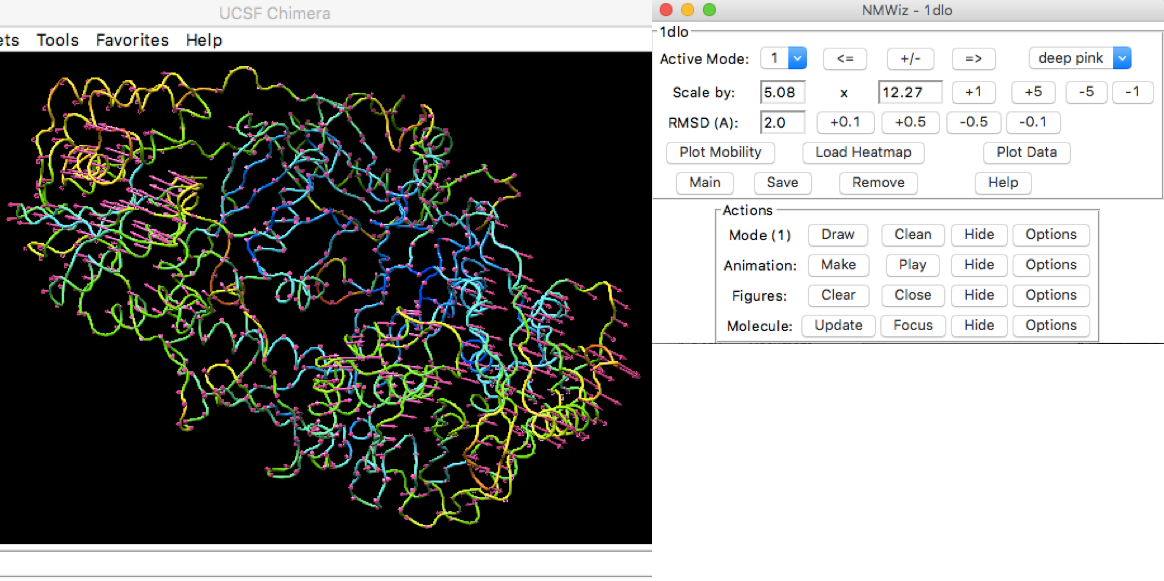 UCSF Chimera
ets Tools Favorites Help
NMWiz - 1dlo
1dlo
Active Mode: 1 <= +/- => deep pink
Scale by: 5.08 x 12.27 +1 +5 -5 -1
RMSD (A): 2.0 +0.1 +0.5 -0.5 -0.1
Plot Mobility Load Heatmap Plot Data
Main Save Remove Help
Actions
Mode (1) Draw Clean Hide Options
Animation: Make Play Hide Options
Figures: Clear Close Hide Options
Molecule: Update Focus Hide Options